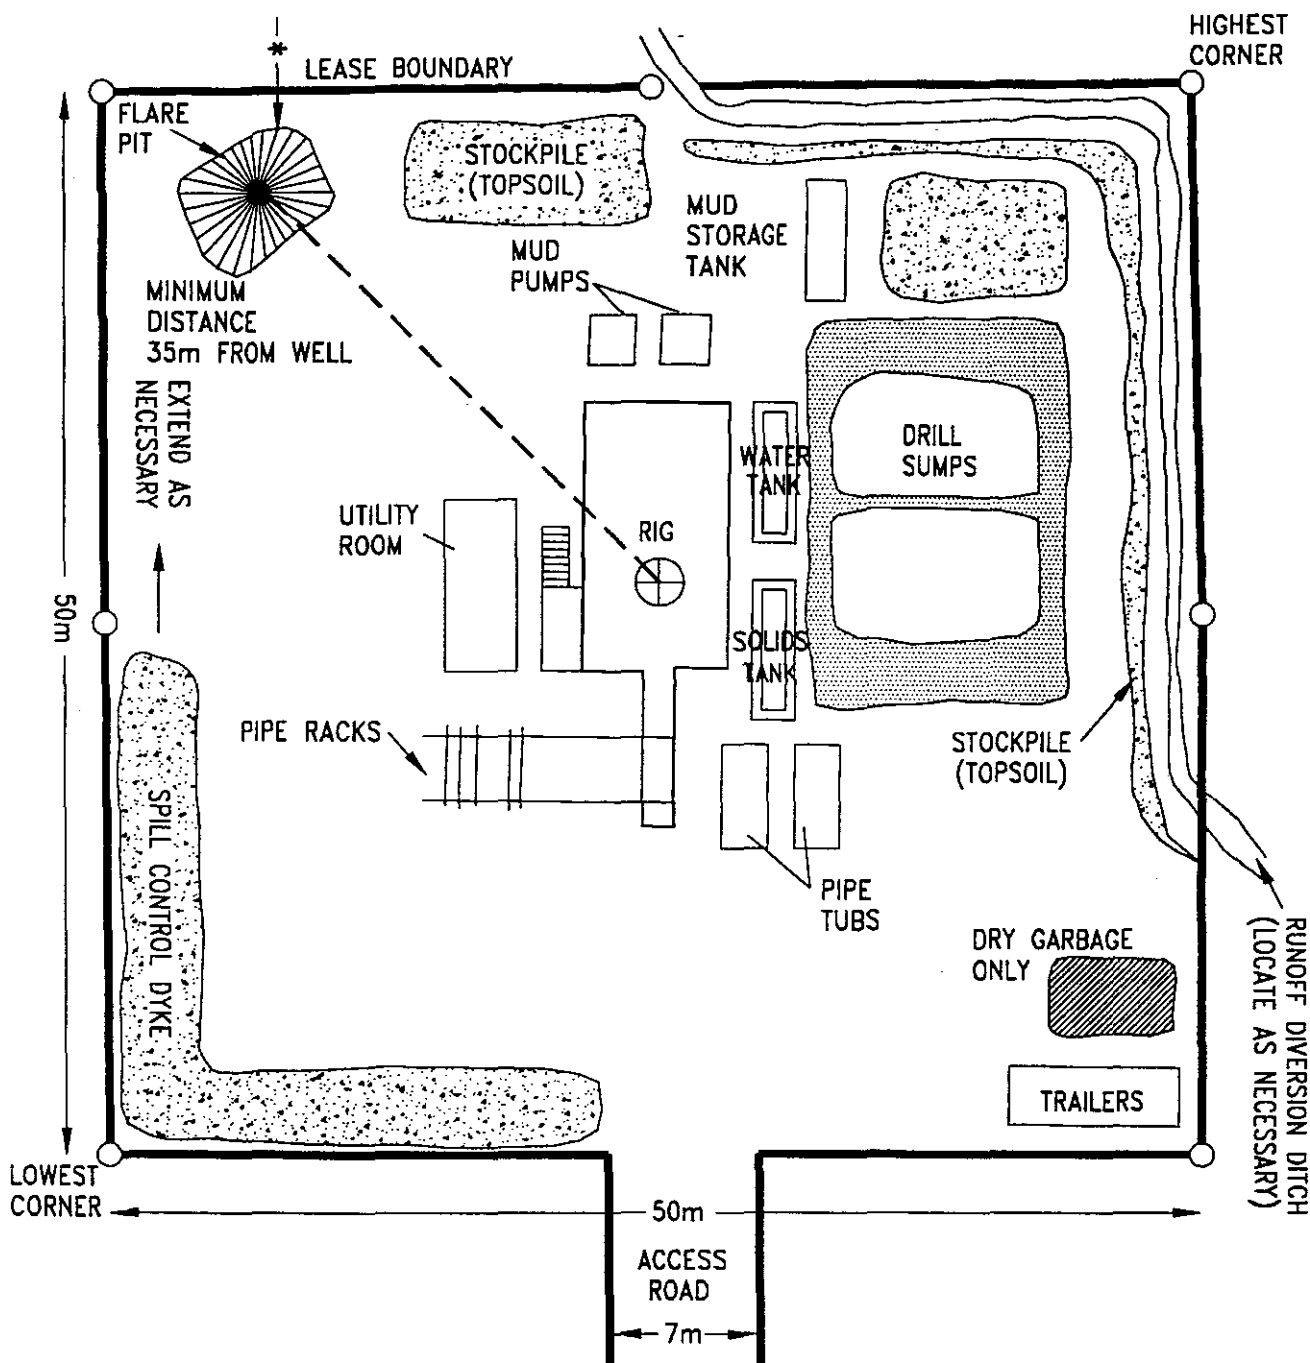 HIGHEST
CORNER
*
LEASE BOUNDARY
FLARE
PIT
STOCKPILE
(TOPSOIL)
MUD
STORAGE
TANK
MUD
PUMPS
MINIMUM
DISTANCE
35m FROM WELL
EXTEND AS
NECESSARY
WATER
TANK
DRILL
SUMPS
UTILITY
ROOM
RIG
50m
SOLIDS
TANK
PIPE RACKS
STOCKPILE
(TOPSOIL)
SPILL CONTROL DYKE
PIPE
TUBS
DRY GARBAGE
ONLY
RUNOFF DIVERSION DITCH
(LOCATE AS NECESSARY)
TRAILERS
LOWEST
CORNER
50m
ACCESS
ROAD
7m